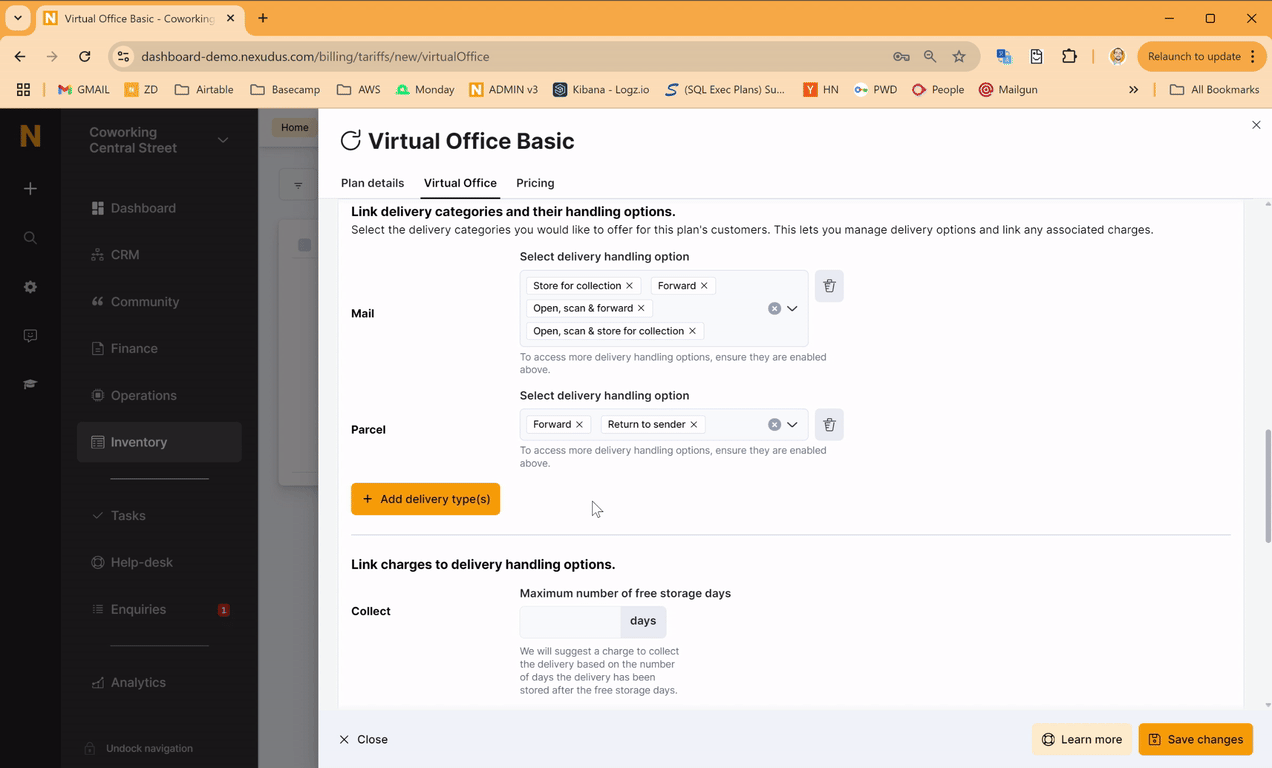 Virtual Office Basic - Coworking
dashboard-demo.nexudus.com/billing/tariffs/new/virtualOffice
Relaunch to update
GMAIL
ZD
Airtable
Basecamp
AWS
Monday
ADMIN v3
Kibana - Logz.io
(SQL Exec Plans) Su...
HN
PWD
People
Mailgun
All Bookmarks
Coworking
Central Street
Dashboard
CRM
Community
Finance
Operations
Inventory
Tasks
Help-desk
Enquiries
1
Analytics
Undock navigation
Home
Virtual Office Basic
Plan details
Virtual Office
Pricing
Link delivery categories and their handling options.
Select the delivery categories you would like to offer for this plan's customers. This lets you manage delivery options and link any associated charges.
Select delivery handling option
Mail
Store for collection
Forward
Open, scan & forward
Open, scan & store for collection
To access more delivery handling options, ensure they are enabled
above.
Select delivery handling option
Parcel
Forward
Return to sender
To access more delivery handling options, ensure they are enabled
above.
+ Add delivery type(s)
Link charges to delivery handling options.
Maximum number of free storage days
Collect
days
We will suggest a charge to collect
the delivery based on the number
of days the delivery has been
stored after the free storage days.
Close
Learn more
Save changes